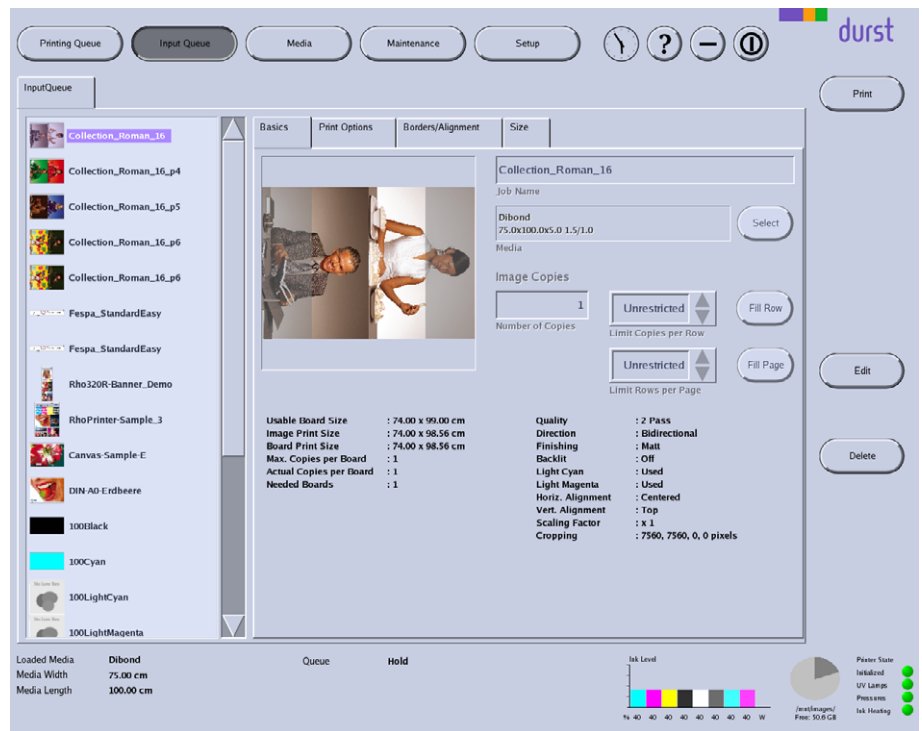 durst
Printing Queue
Input Queue
Media
Maintenance
Setup
?
InputQueue
Print
Collection_Roman_16
Collection_Roman_16_p4
Collection_Roman_16_p5
Collection_Roman_16_p6
Collection_Roman_16_p6
Fespa_StandardEasy
Fespa_StandardEasy
Rho320R-Banner_Demo
RhoPrinter-Sample_3
Canvas-Sample-E
DIN-A0-Erdbeere
100Black
100Cyan
100LightCyan
100LightMagenta
Basics Print Options Borders/Alignment Size
Collection_Roman_16
Job Name
Dibond
75.0x100.0x5.0 1.5/1.0
Select
Media
Image Copies
1
Number of Copies
Unrestricted
Fill Row
Limit Copies per Row
Unrestricted
Fill Page
Limit Rows per Page
Edit
Delete
Usable Board Size : 74.00 x 99.00 cm
Image Print Size : 74.00 x 98.56 cm
Board Print Size : 74.00 x 98.56 cm
Max. Copies per Board : 1
Actual Copies per Board : 1
Needed Boards : 1
Quality : 2 Pass
Direction : Bidirectional
Finishing : Matt
Backlit : Off
Light Cyan : Used
Light Magenta : Used
Horiz. Alignment : Centered
Vert. Alignment : Top
Scaling Factor : x 1
Cropping : 7560, 7560, 0, 0 pixels
Loaded Media Dibond
Media Width 75.00 cm
Media Length 100.00 cm
Queue Hold
Ink Level
% 40 40 40 40 40 40 40 40 W
/mnt/images/
Free: 50.6 GB
Printer State
Initialized
UV Lamps
Pressures
Ink Heating